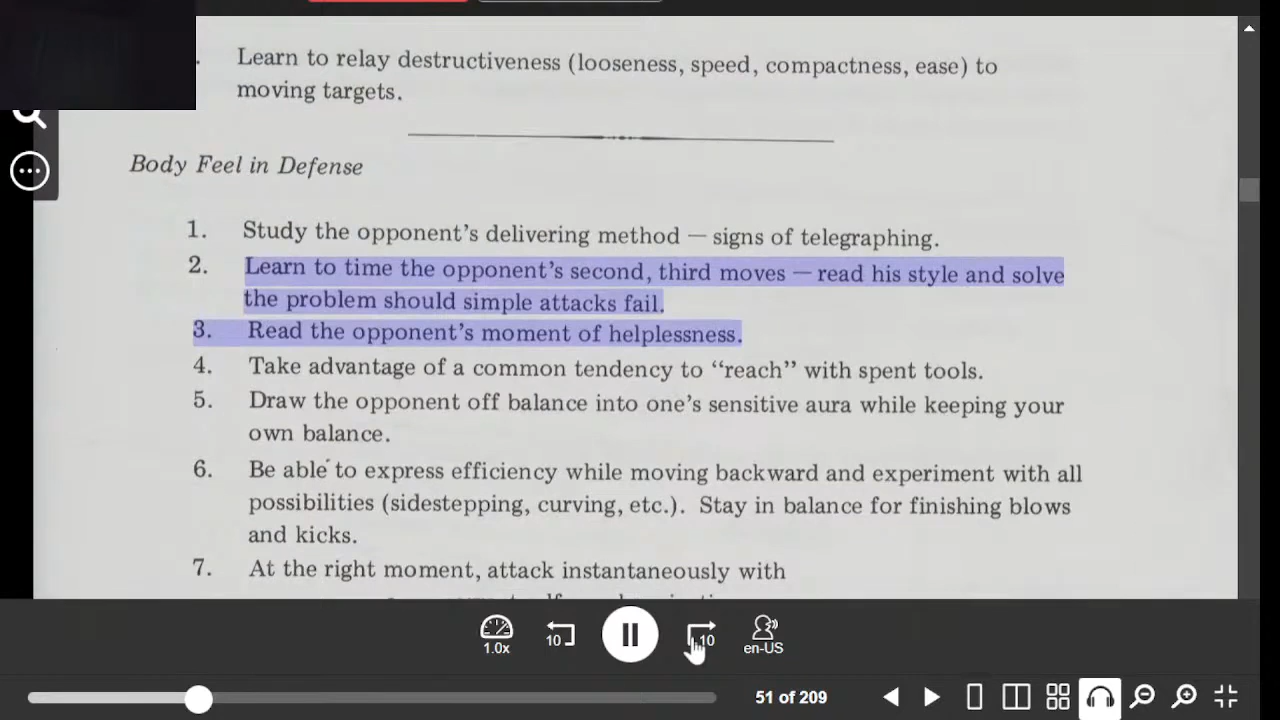 Learn to relay destructiveness (looseness, speed, compactness, ease) to
moving targets.
Body Feel in Defense
1. Study the opponent's delivering method — signs of telegraphing.
2. Learn to time the opponent's second, third moves — read his style and solve
the problem should simple attacks fail.
3. Read the opponent's moment of helplessness.
4. Take advantage of a common tendency to “reach” with spent tools.
5. Draw the opponent off balance into one's sensitive aura while keeping your
own balance.
6. Be able to express efficiency while moving backward and experiment with all
possibilities (sidestepping, curving, etc.). Stay in balance for finishing blows
and kicks.
7. At the right moment, attack instantaneously with
10
10
1.0x
en-US
51 of 209